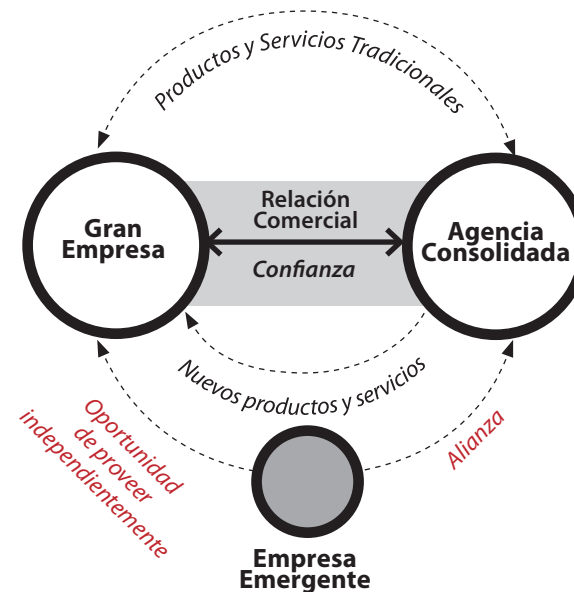 Productos y Servicios Tradicionales
Relación
Comercial
Gran
Empresa
Agencia
Consolidada
Confianza
Nuevos productos y servicios
Oportunidad
de proveer
independientemente
Alianza
Empresa
Emergente